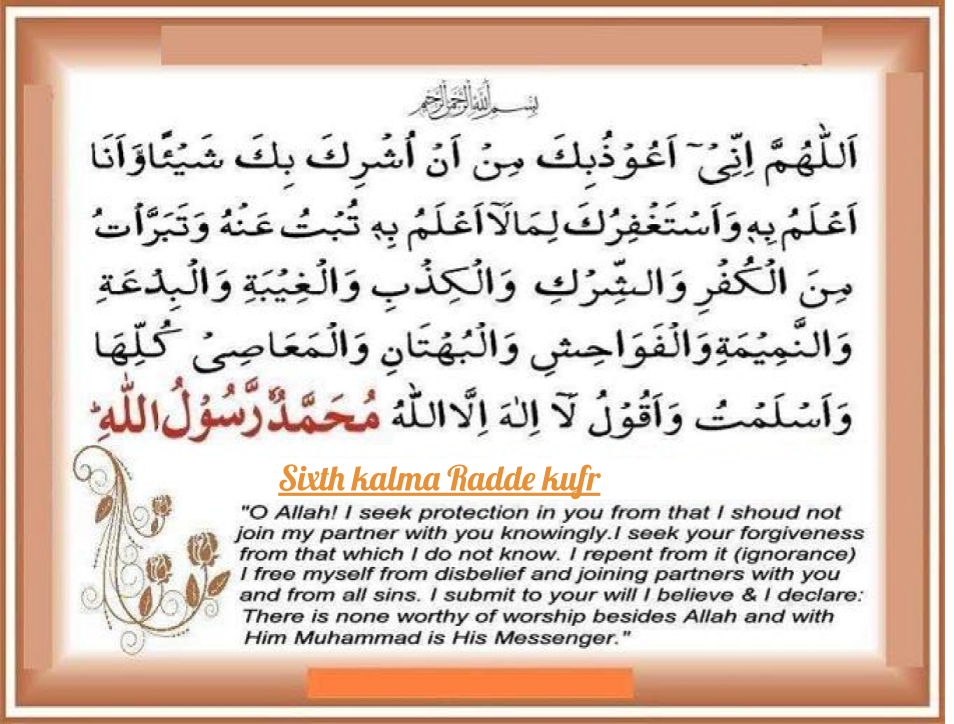 بسم الله الرحمن الرحيم
اَللّٰهُمَّ اِنِّیْۤ اَعُوْذُبِكَ مِنْ اَنْ اُشْرِكَ بِكَ شَیْئًاوَّاَنَا
اَعْلَمُ بِهٖ وَاَسْتَغْفِرُكَ لِمَالَاۤاَعْلَمُ بِهٖ تُبْتُ عَنْهُ وَتَبَرَّاْتُ
مِنَ الْكُفْرِ وَالشِّرْكِ وَالْكِذْبِ وَالْغِیْبَةِ وَالْبِدْعَةِ
وَالنَّمِیْمَةِوَالْفَوَاحِشِ وَالْبُهْتَانِ وَالْمَعَاصِیْ كُلِّهَا
وَاَسْلَمْتُ وَاَقُوْلُ لَاۤ اِلٰهَ اِلَّااللّٰهُ مُحَمَّدٌ رَّسُوْلُ اللّٰهِؕ
Sixth kalma Radde kufr
"O Allah! I seek protection in you from that I shoud not
join my partner with you knowingly.I seek your forgiveness
from that which I do not know. I repent from it (ignorance)
I free myself from disbelief and joining partners with you
and from all sins. I submit to your will I believe & I declare:
There is none worthy of worship besides Allah and with
Him Muhammad is His Messenger."